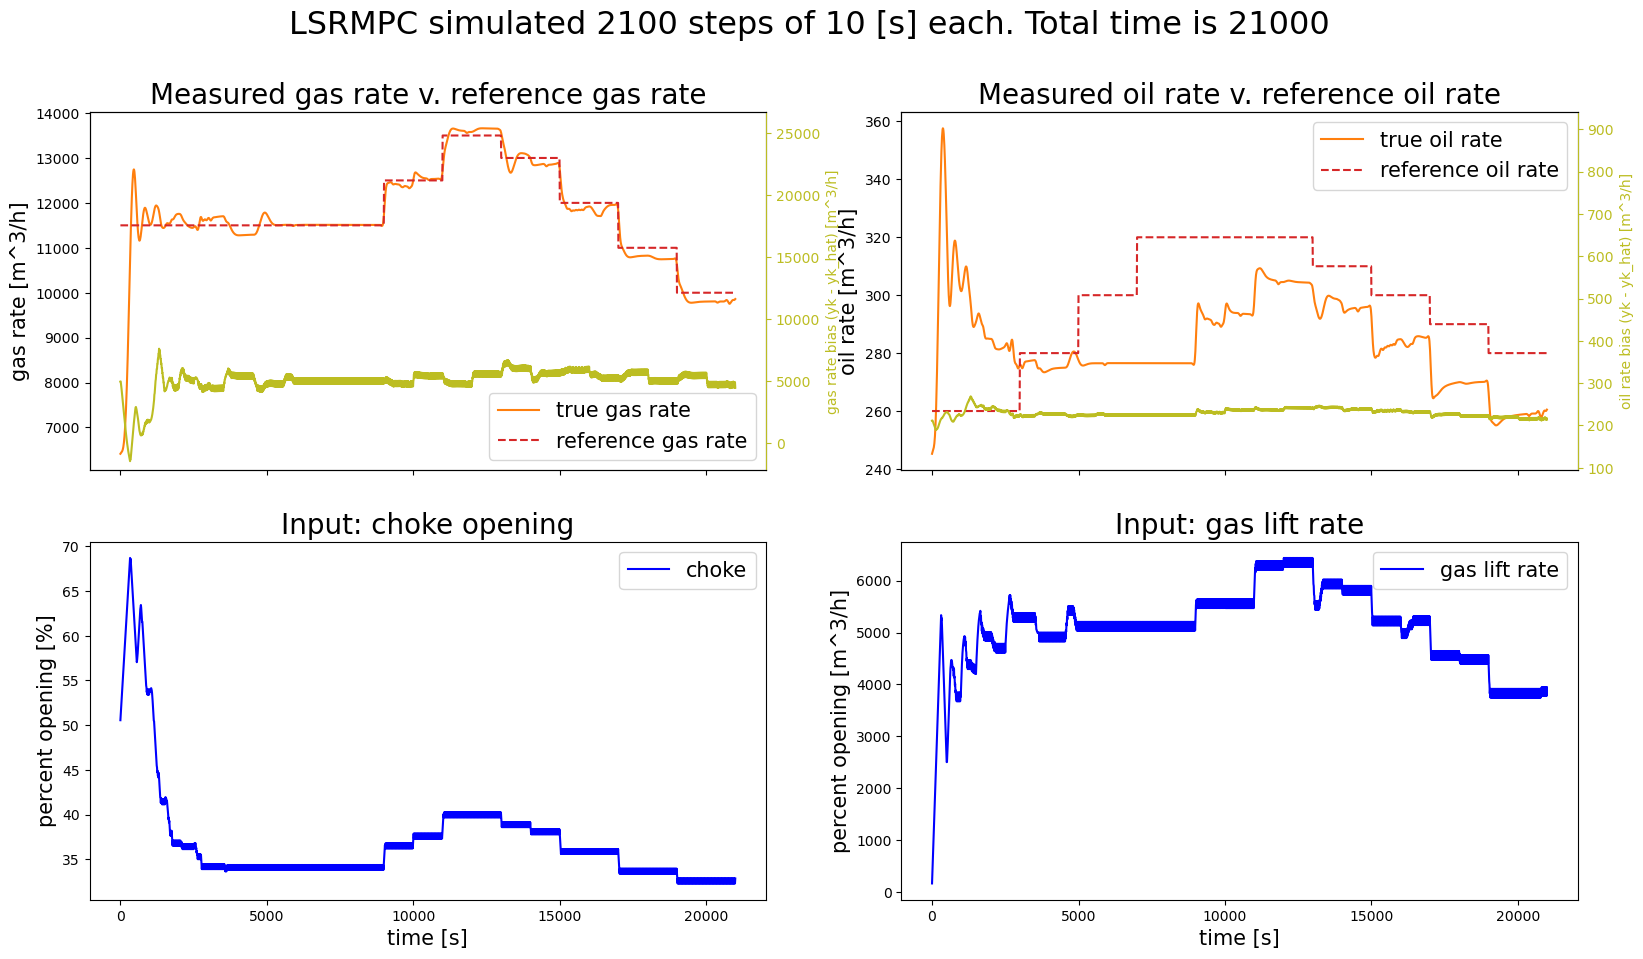 LSRMPC simulated 2100 steps of 10 [s] each. Total time is 21000
Measured gas rate v. reference gas rate
gas rate [m^3/h]
14000
13000
12000
11000
10000
9000
8000
7000
25000
20000
15000
10000
5000
0
gas rate bias (yk - yk_hat) [m^3/h]
true gas rate
reference gas rate
Measured oil rate v. reference oil rate
oil rate [m^3/h]
360
340
320
300
280
260
240
900
800
700
600
500
400
300
200
100
oil rate bias (yk - yk_hat) [m^3/h]
true oil rate
reference oil rate
Input: choke opening
percent opening [%]
70
65
60
55
50
45
40
35
choke
0
5000
10000
15000
20000
time [s]
Input: gas lift rate
percent opening [m^3/h]
6000
5000
4000
3000
2000
1000
0
gas lift rate
0
5000
10000
15000
20000
time [s]